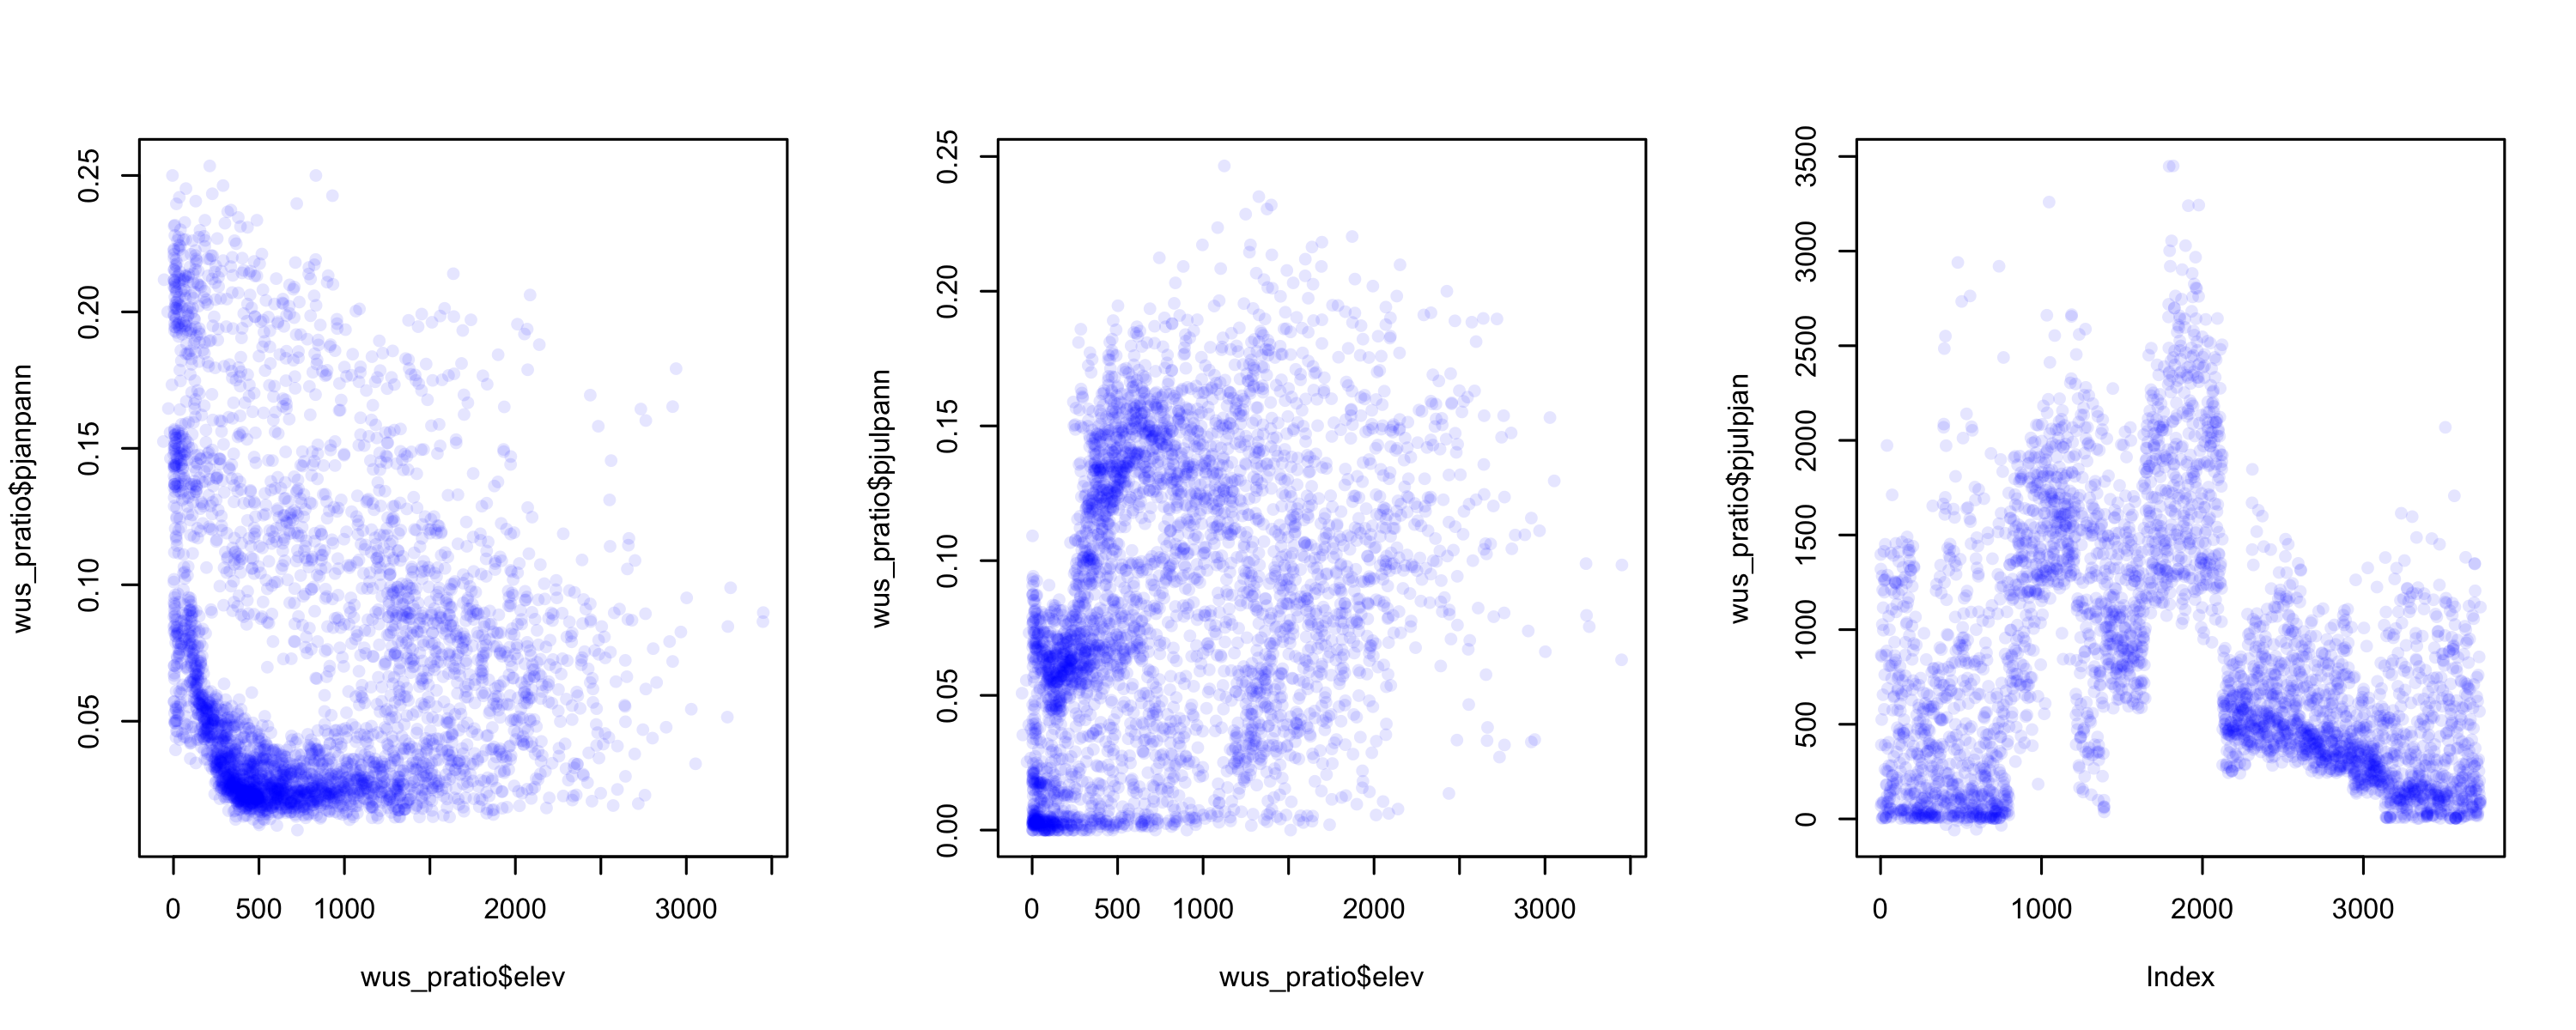 wus_pratio$pjanpann
0.25
0.20
0.15
0.10
0.05
0 500 1000 2000 3000
wus_pratio$elev
wus_pratio$pjulpann
0.25
0.20
0.15
0.10
0.05
0.00
0 500 1000 2000 3000
wus_pratio$elev
wus_pratio$pjulpjan
3500
3000
2500
2000
1500
1000
500
0
0 1000 2000 3000
Index